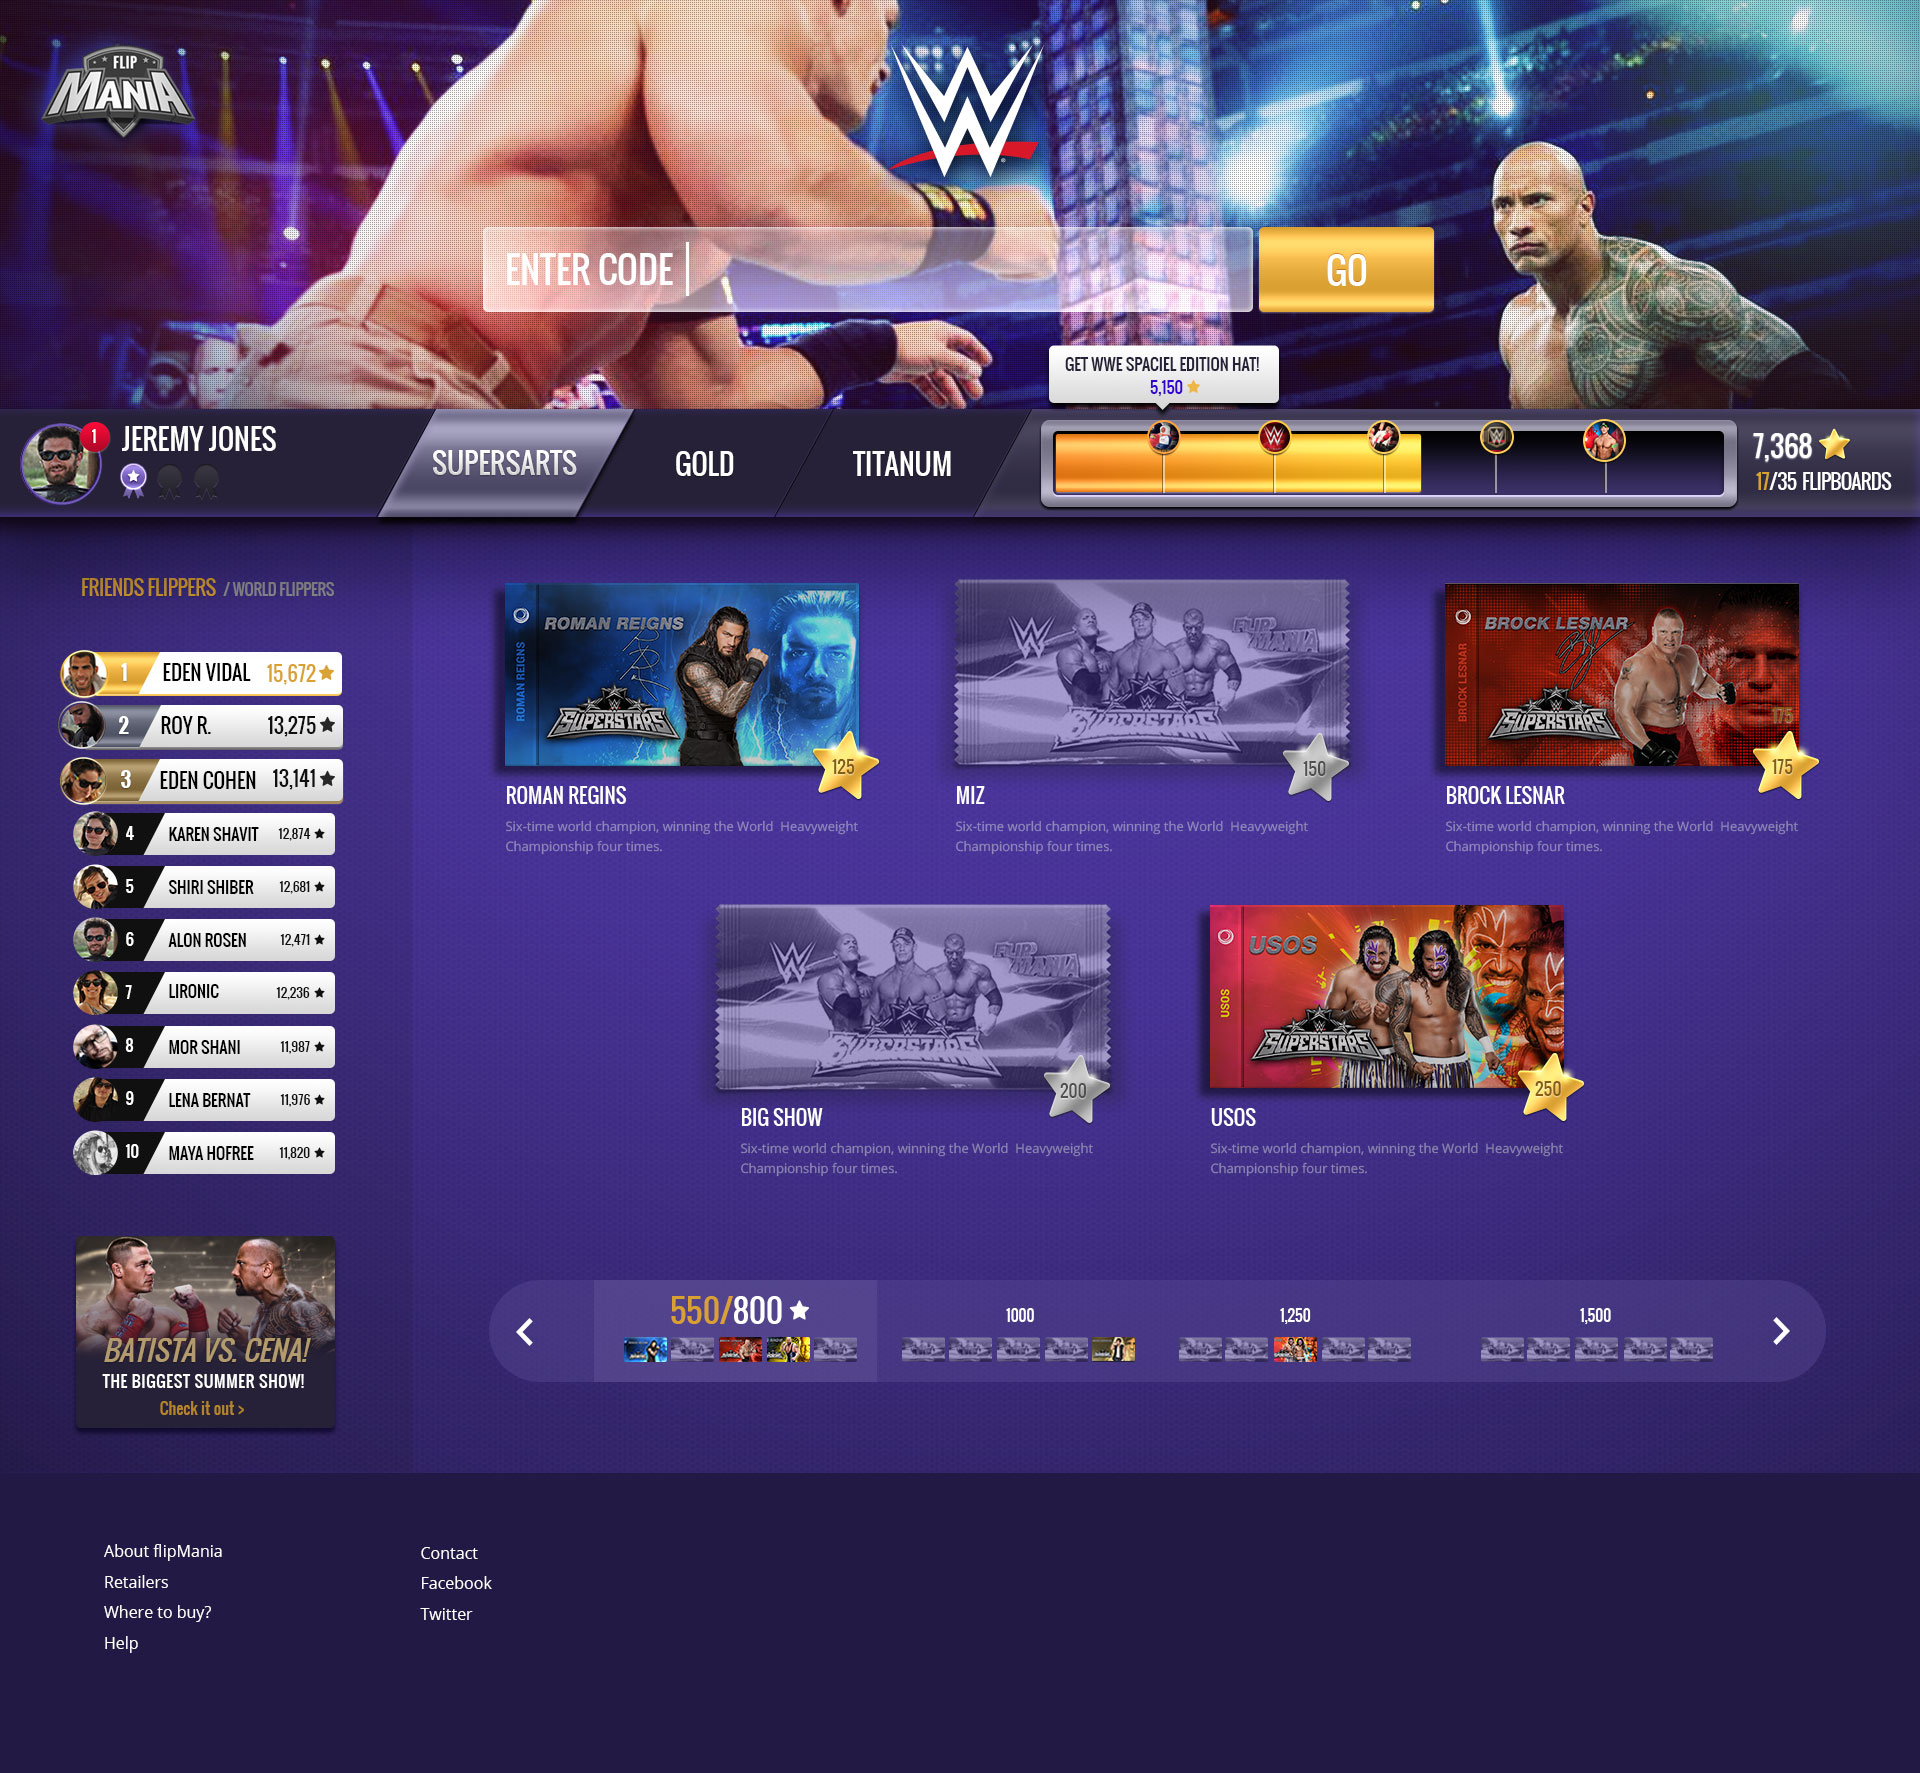 FLIP
MANIA
W
ENTER CODE
GO
GET WWE SPACIEL EDITION HAT!
5,150
1
JEREMY JONES
SUPERSARTS
GOLD
TITANUM
7,368
17/35 FLIPBOARDS
FRIENDS FLIPPERS / WORLD FLIPPERS
1 EDEN VIDAL 15,672
2 ROY R. 13,275
3 EDEN COHEN 13,141
4 KAREN SHAVIT 12,874
5 SHIRI SHIBER 12,681
6 ALON ROSEN 12,471
7 LIRONIC 12,236
8 MOR SHANI 11,987
9 LENA BERNAT 11,976
10 MAYA HOFREE 11,820
BATISTA VS. CENA!
THE BIGGEST SUMMER SHOW!
Check it out >
ROMAN REIGNS
ROMAN REIGNS
SUPERSTARS
125
ROMAN REGINS
Six-time world champion, winning the World Heavyweight
Championship four times.
W
FLIP
MANIA
SUPERSTARS
150
MIZ
Six-time world champion, winning the World Heavyweight
Championship four times.
BROCK LESNAR
BROCK LESNAR
SUPERSTARS
175
175
BROCK LESNAR
Six-time world champion, winning the World Heavyweight
Championship four times.
W
FLIP
MANIA
SUPERSTARS
200
BIG SHOW
Six-time world champion, winning the World Heavyweight
Championship four times.
USOS
USOS
SUPERSTARS
250
USOS
Six-time world champion, winning the World Heavyweight
Championship four times.
550/800
1000
1,250
1,500
About flipMania
Retailers
Where to buy?
Help
Contact
Facebook
Twitter